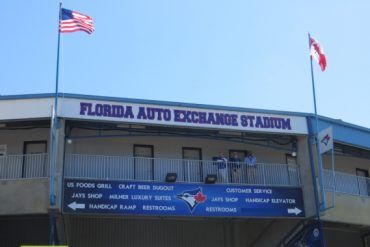 FLORIDA AUTO EXCHANGE STADIUM
US FOODS GRILL CRAFT BEER DUGOUT CUSTOMER SERVICE
JAYS SHOP MILNER LUXURY SUITES JAYS SHOP
HANDICAP RAMP RESTROOMS RESTROOMS HANDICAP ELEVATOR